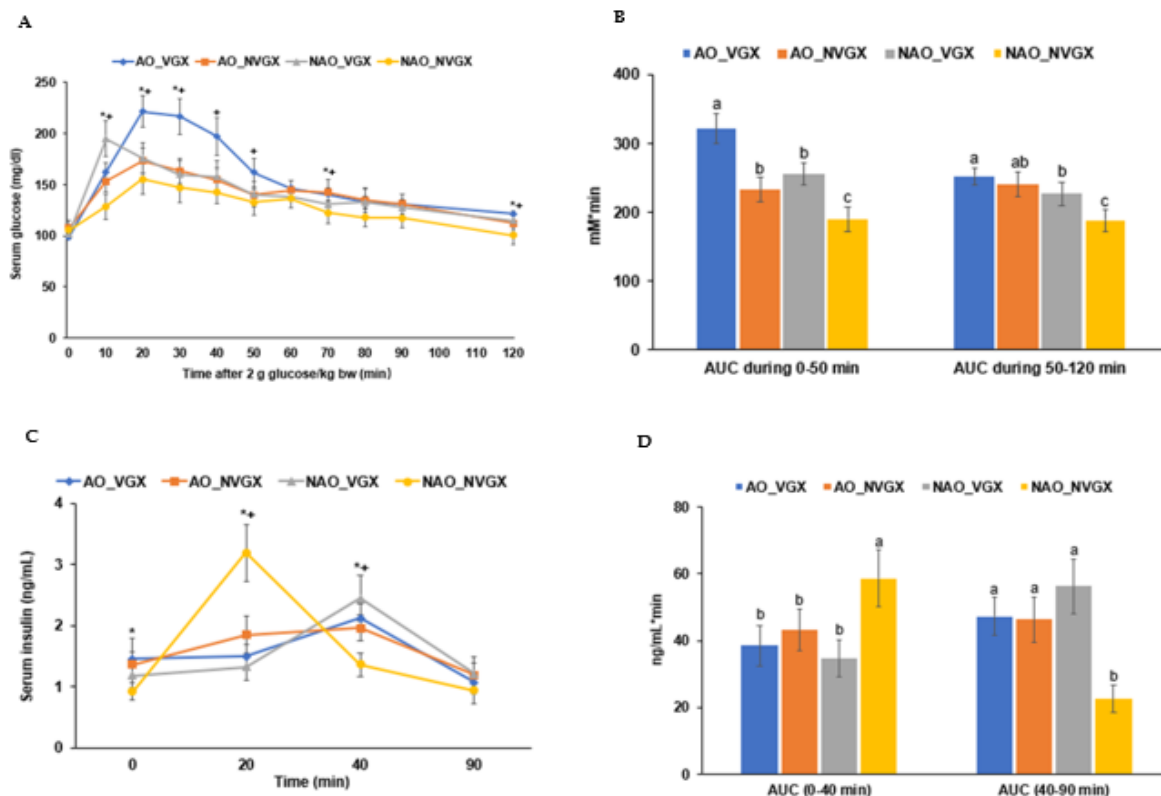 A
AO_VGX AO_NVGX NAO_VGX NAO_NVGX
250
200
150
100
50
0
*+ *+ *+ + + *+ *+
Serum glucose (mg/dl)
0 10 20 30 40 50 60 70 80 90 100 110 120
Time after 2 g glucose/kg bw (min)
B
AO_VGX AO_NVGX NAO_VGX NAO_NVGX
400
300
200
100
0
mM*min
a b b c a ab b c
AUC during 0-50 min AUC during 50-120 min
C
AO_VGX AO_NVGX NAO_VGX NAO_NVGX
4
3
2
1
0
* *+ *+
Serum insulin (ng/mL)
0 20 40 90
Time (min)
D
AO_VGX AO_NVGX NAO_VGX NAO_NVGX
80
60
40
20
0
ng/mL*min
b b b a a a a b
AUC (0-40 min) AUC (40-90 min)